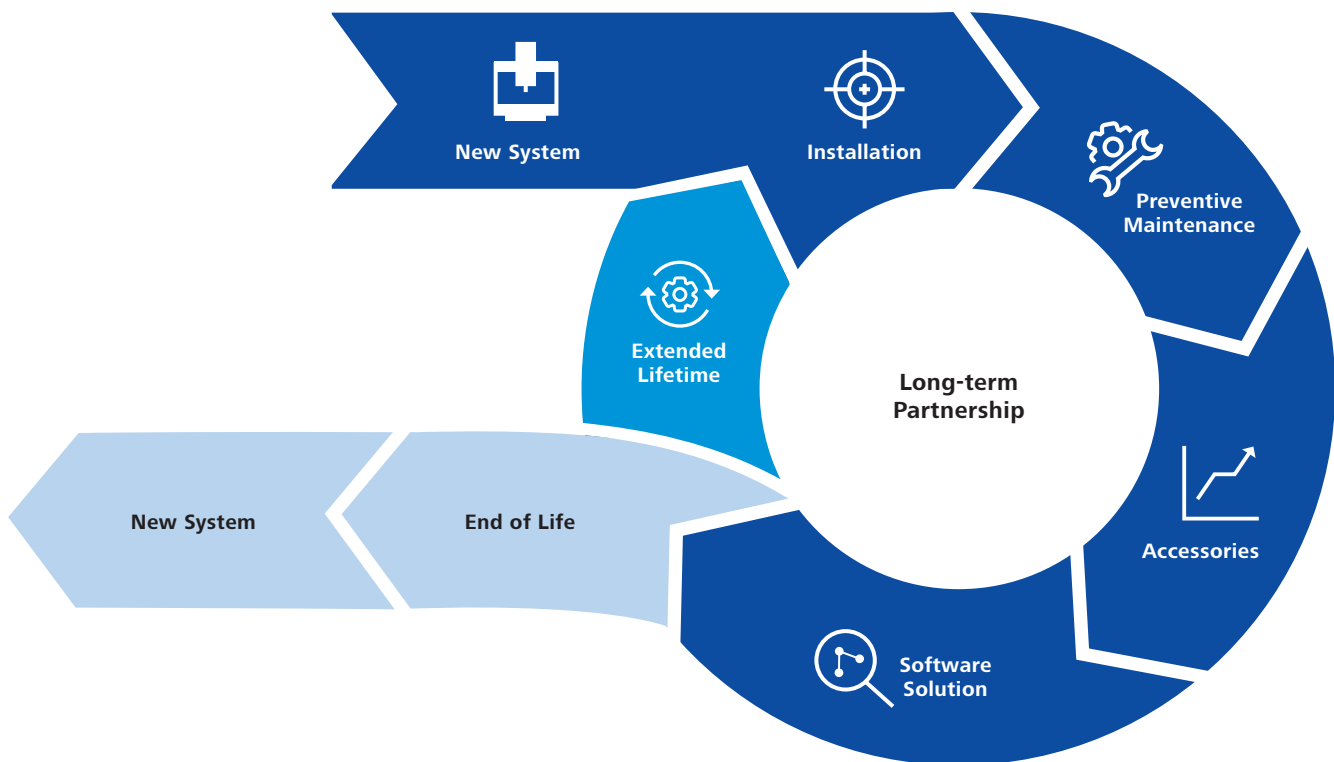 New System
Installation
Preventive
Maintenance
Extended
Lifetime
Long-term
Partnership
Accessories
New System
End of Life
Software
Solution